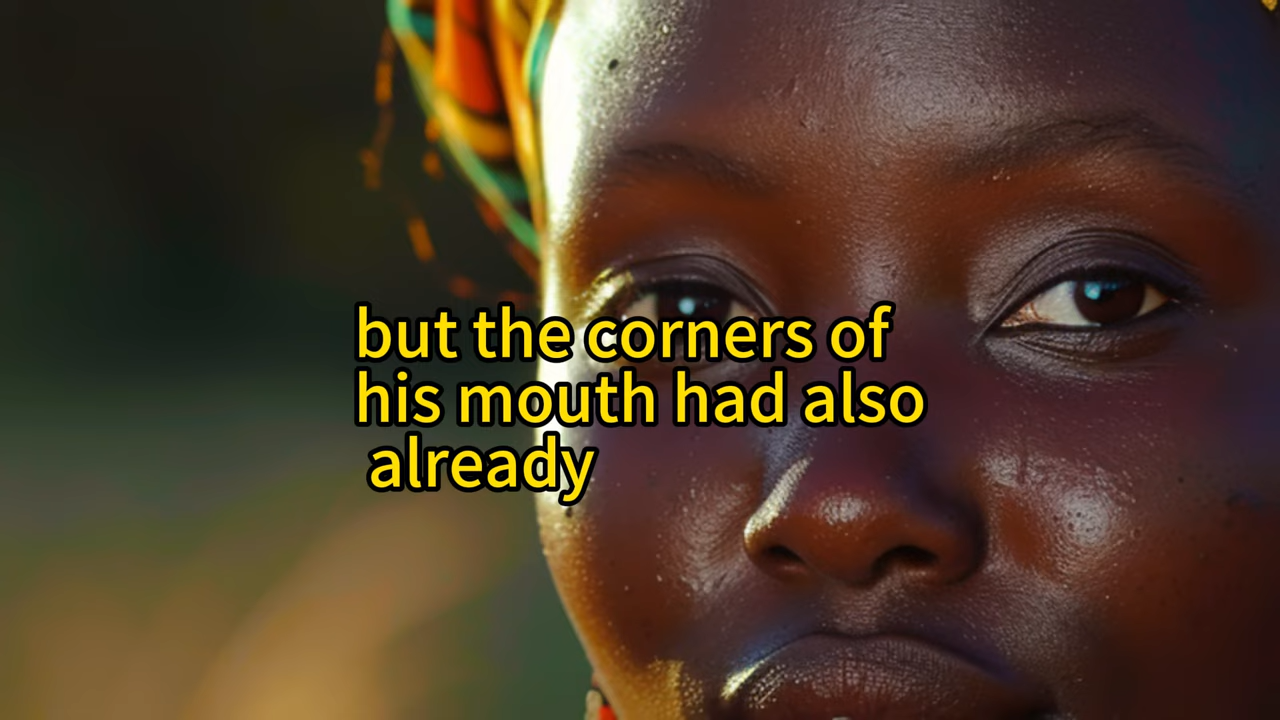 but the corners of
his mouth had also
already